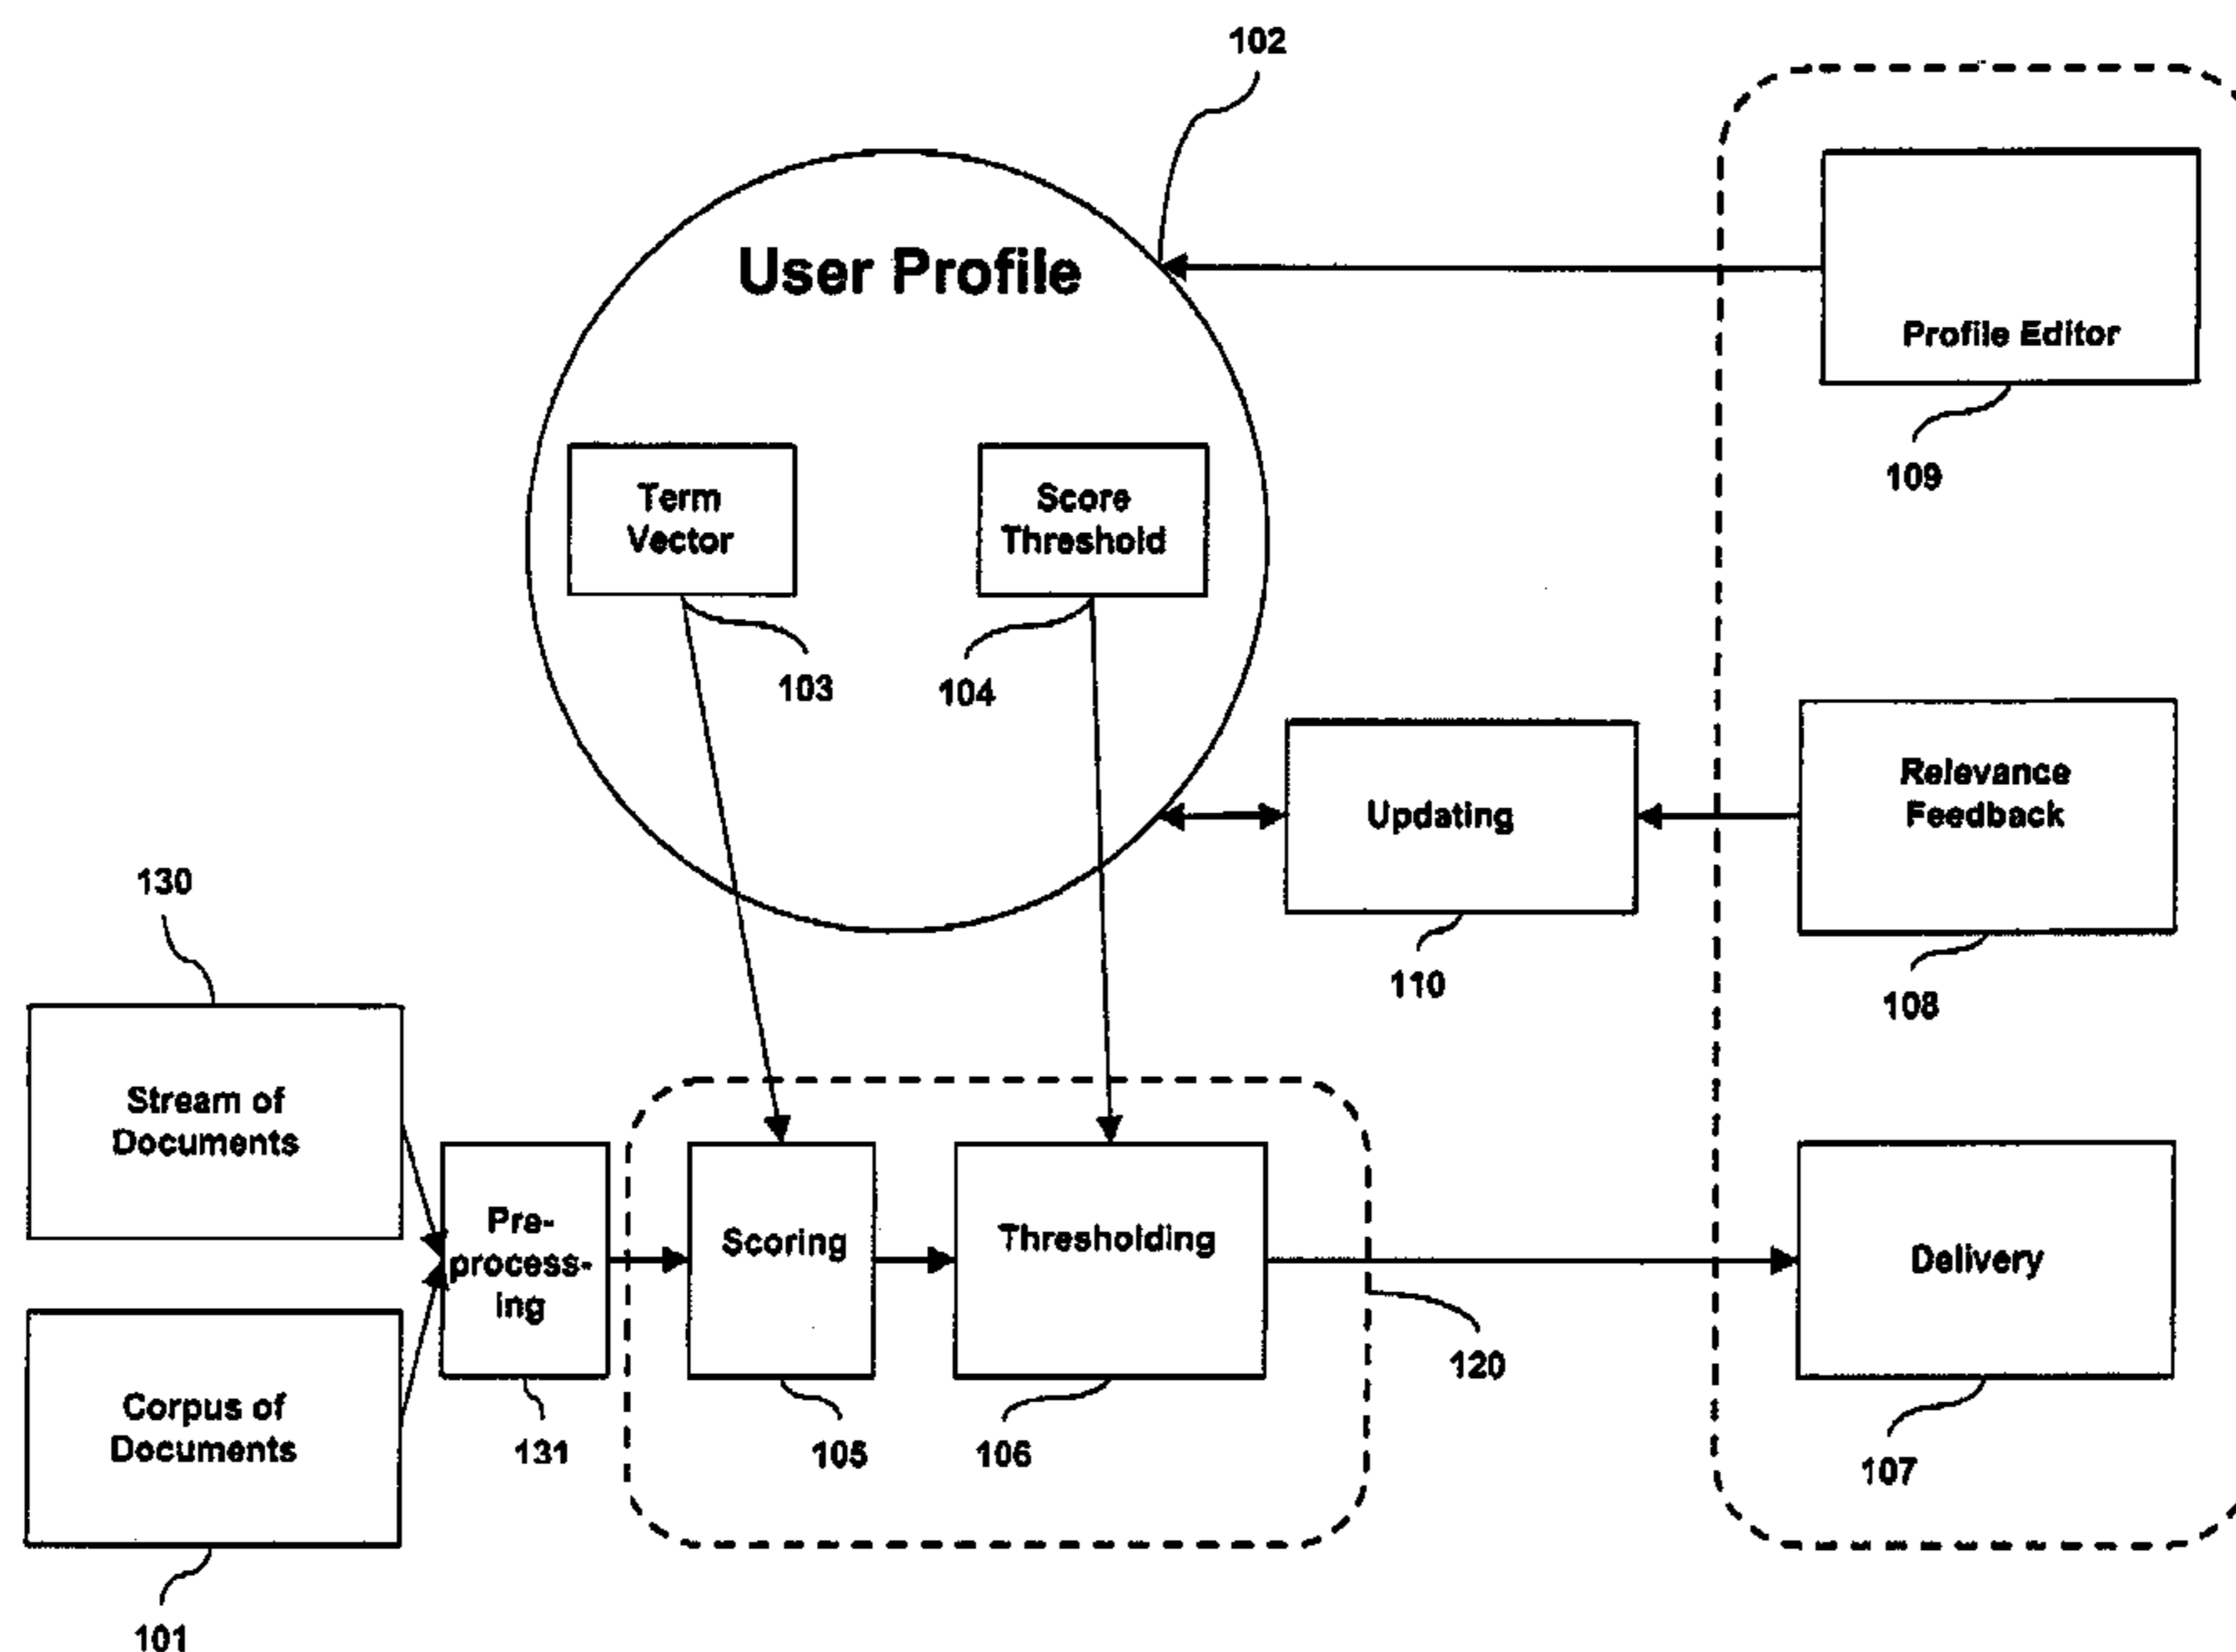 102
User Profile
Profile Editor
109
Term
Vector
Score
Threshold
103
104
Relevance
Feedback
Updating
130
110
108
Stream of
Documents
Pre-
process-
ing
Scoring
Thresholding
Delivery
120
Corpus of
Documents
131
105
106
107
101